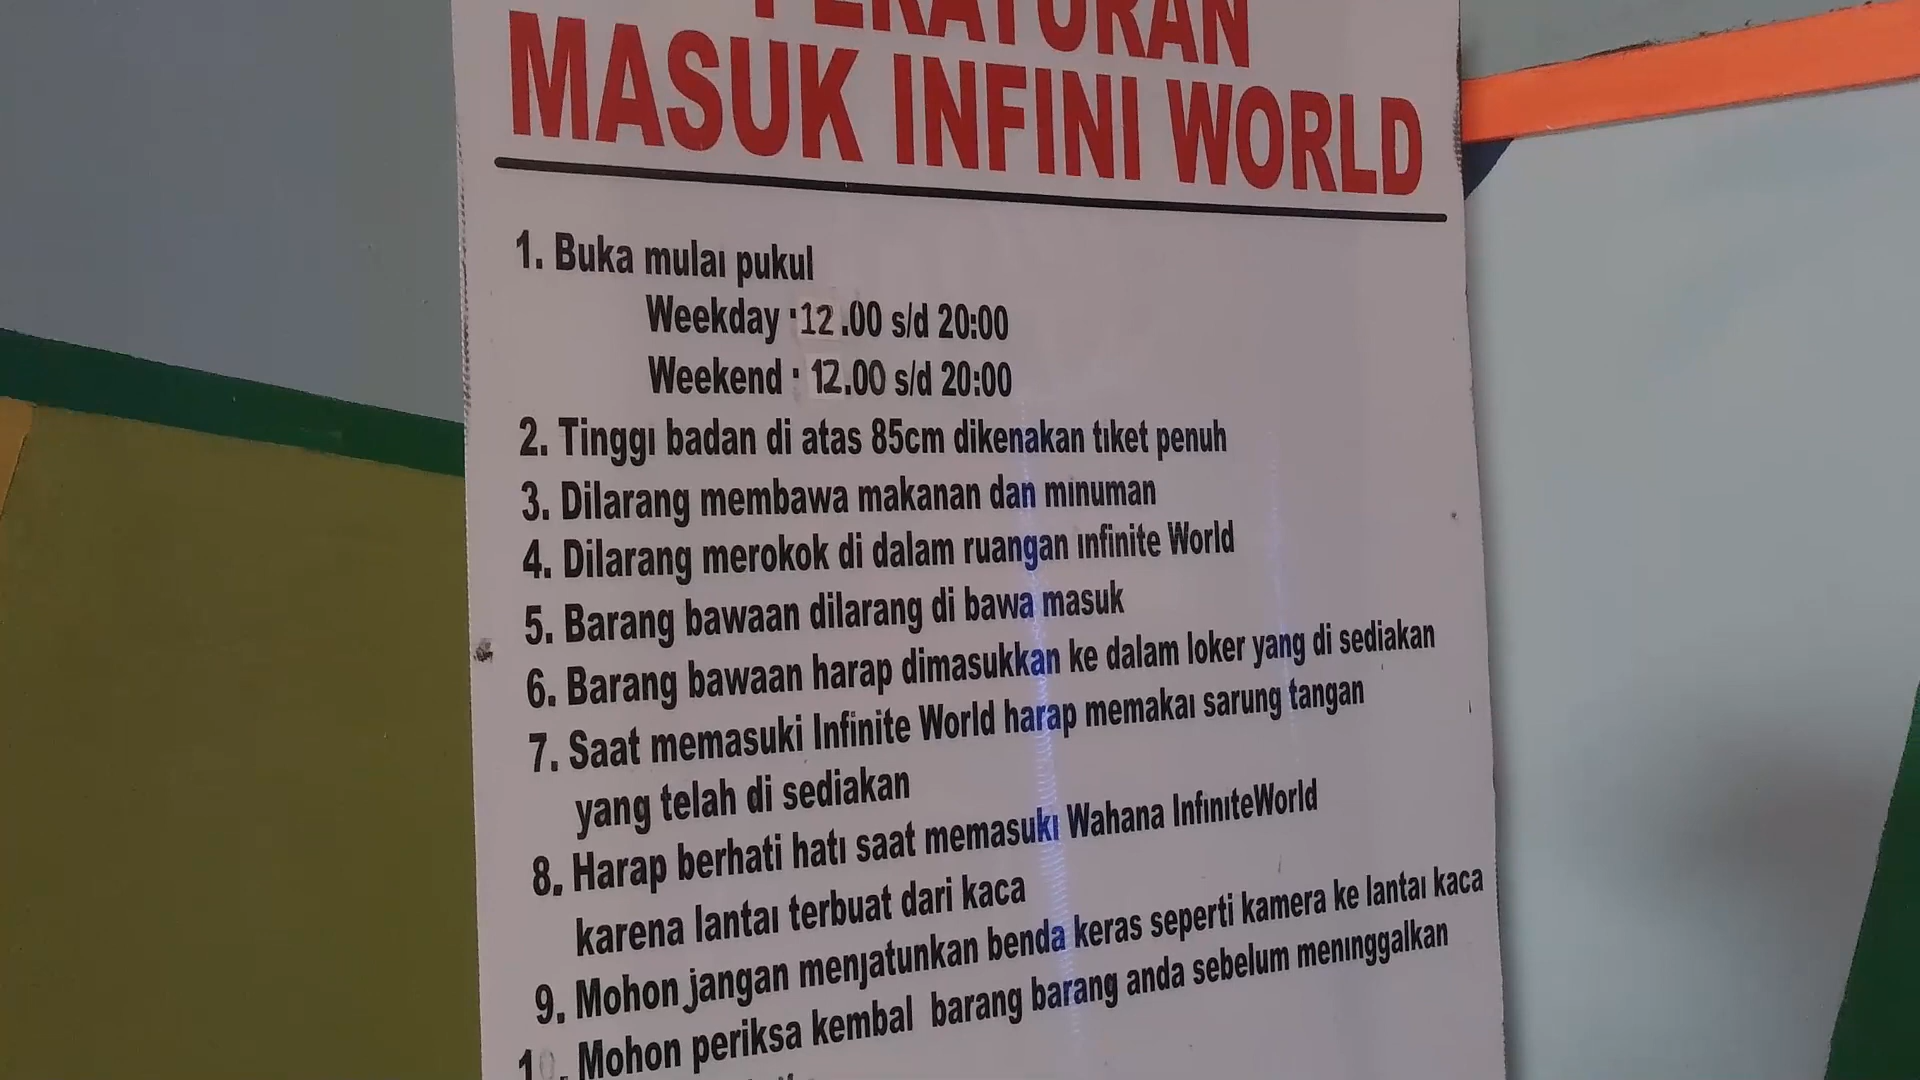 PERATURAN
MASUK INFINI WORLD
1. Buka mulai pukul
Weekday : 12.00 s/d 20:00
Weekend : 12.00 s/d 20:00
2. Tinggi badan di atas 85cm dikenakan tiket penuh
3. Dilarang membawa makanan dan minuman
4. Dilarang merokok di dalam ruangan infinite World
5. Barang bawaan dilarang di bawa masuk
6. Barang bawaan harap dimasukkan ke dalam loker yang di sediakan
7. Saat memasuki Infinite World harap memakai sarung tangan
yang telah di sediakan
8. Harap berhati hati saat memasuki Wahana InfiniteWorld
karena lantai terbuat dari kaca
9. Mohon jangan menjatunkan benda keras seperti kamera ke lantai kaca
10. Mohon periksa kembal barang barang anda sebelum meninggalkan